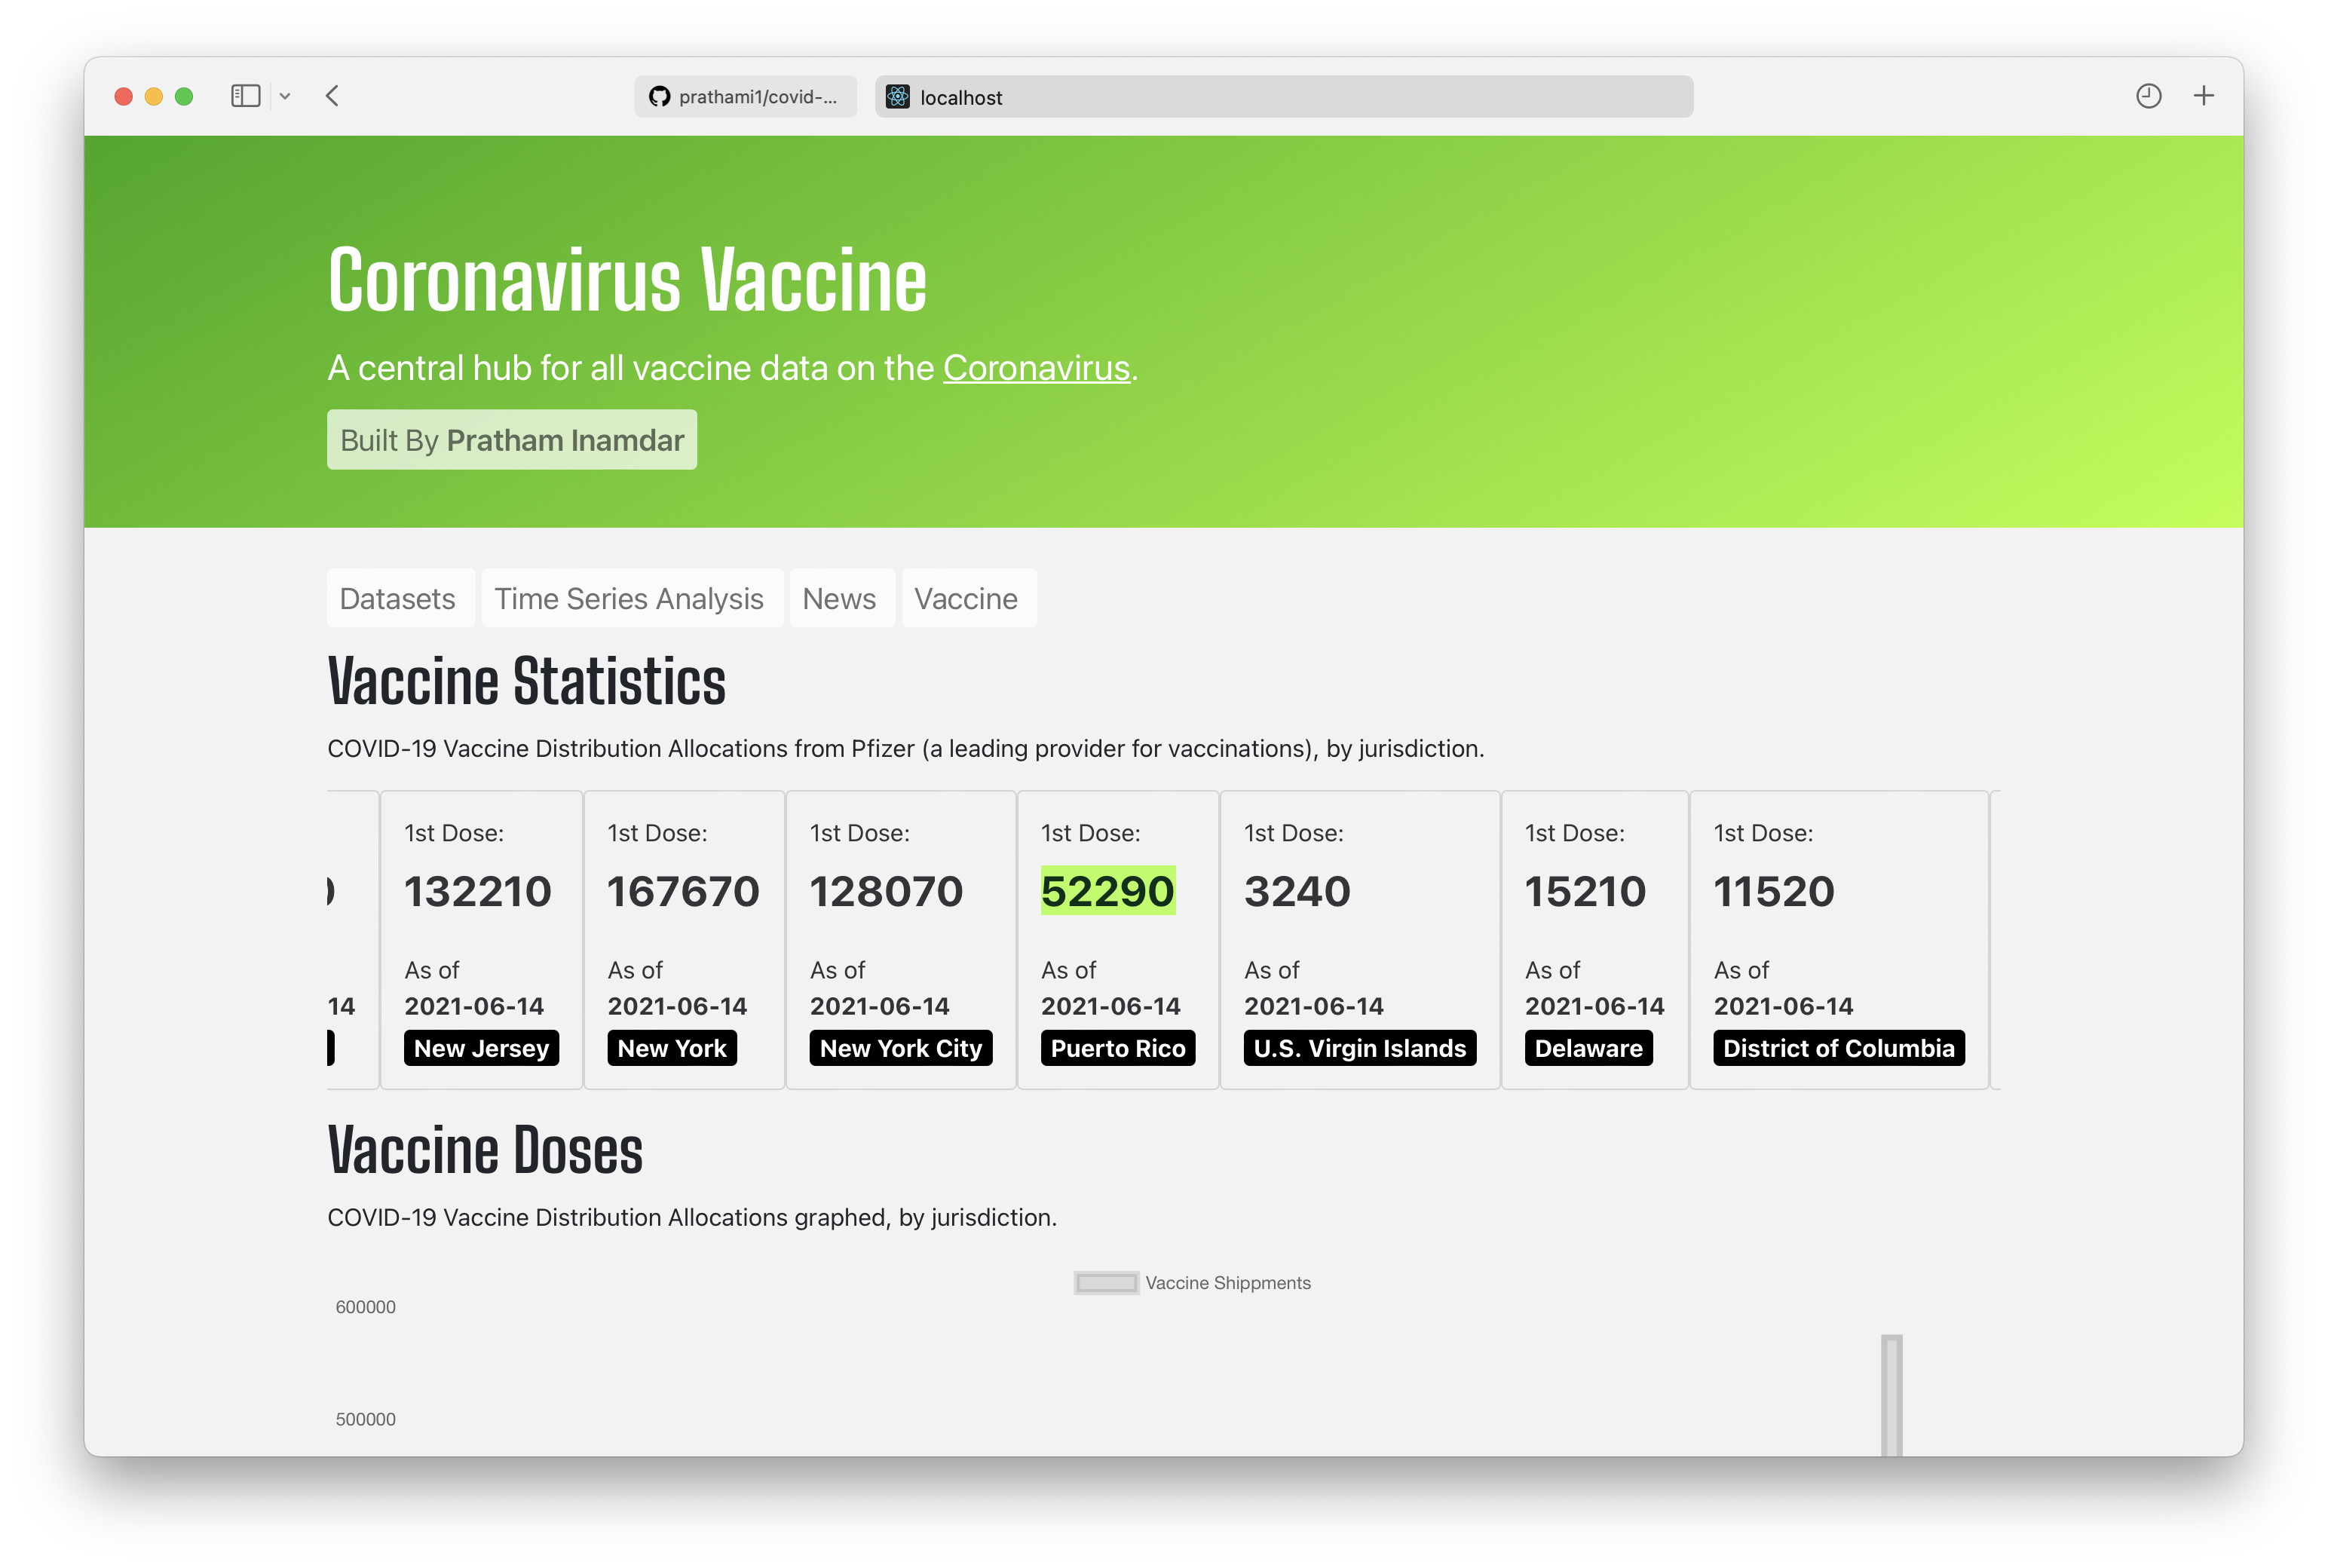 prathami1/covid-...
localhost
Coronavirus Vaccine
A central hub for all vaccine data on the Coronavirus.
Built By Pratham Inamdar
Datasets Time Series Analysis News Vaccine
Vaccine Statistics
COVID-19 Vaccine Distribution Allocations from Pfizer (a leading provider for vaccinations), by jurisdiction.
14
1st Dose:
132210
As of
2021-06-14
New Jersey
1st Dose:
167670
As of
2021-06-14
New York
1st Dose:
128070
As of
2021-06-14
New York City
1st Dose:
52290
As of
2021-06-14
Puerto Rico
1st Dose:
3240
As of
2021-06-14
U.S. Virgin Islands
1st Dose:
15210
As of
2021-06-14
Delaware
1st Dose:
11520
As of
2021-06-14
District of Columbia
Vaccine Doses
COVID-19 Vaccine Distribution Allocations graphed, by jurisdiction.
Vaccine Shippments
600000
500000